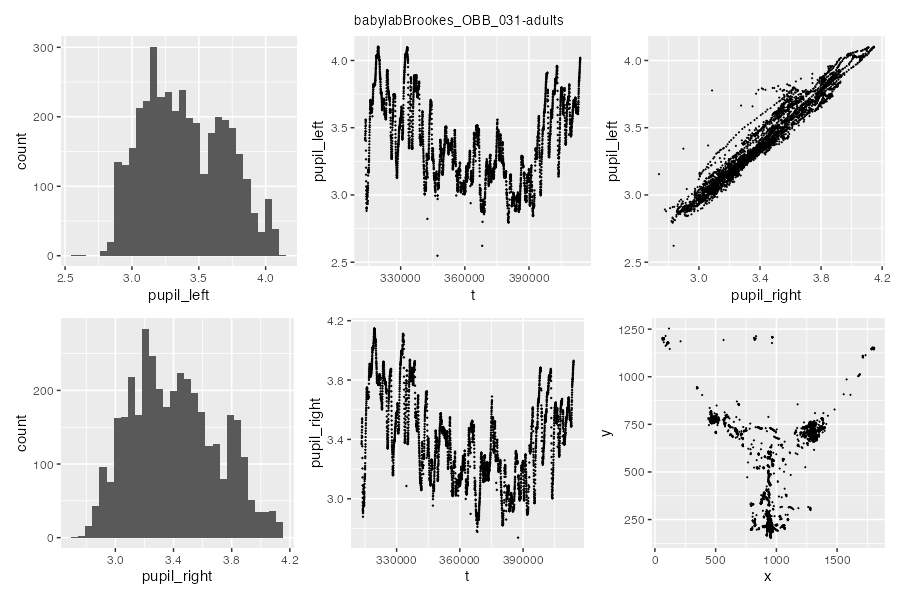 babylabBrookes_OBB_031-adults
300
200
100
0
count
2.5 3.0 3.5 4.0
pupil_left
4.0
3.5
3.0
2.5
pupil_left
330000 360000 390000
t
4.0
3.5
3.0
2.5
pupil_left
3.0 3.4 3.8 4.2
pupil_right
200
100
0
count
3.0 3.4 3.8 4.2
pupil_right
4.2
3.8
3.4
3.0
pupil_right
330000 360000 390000
t
1250
1000
750
500
250
y
0 500 1000 1500
x